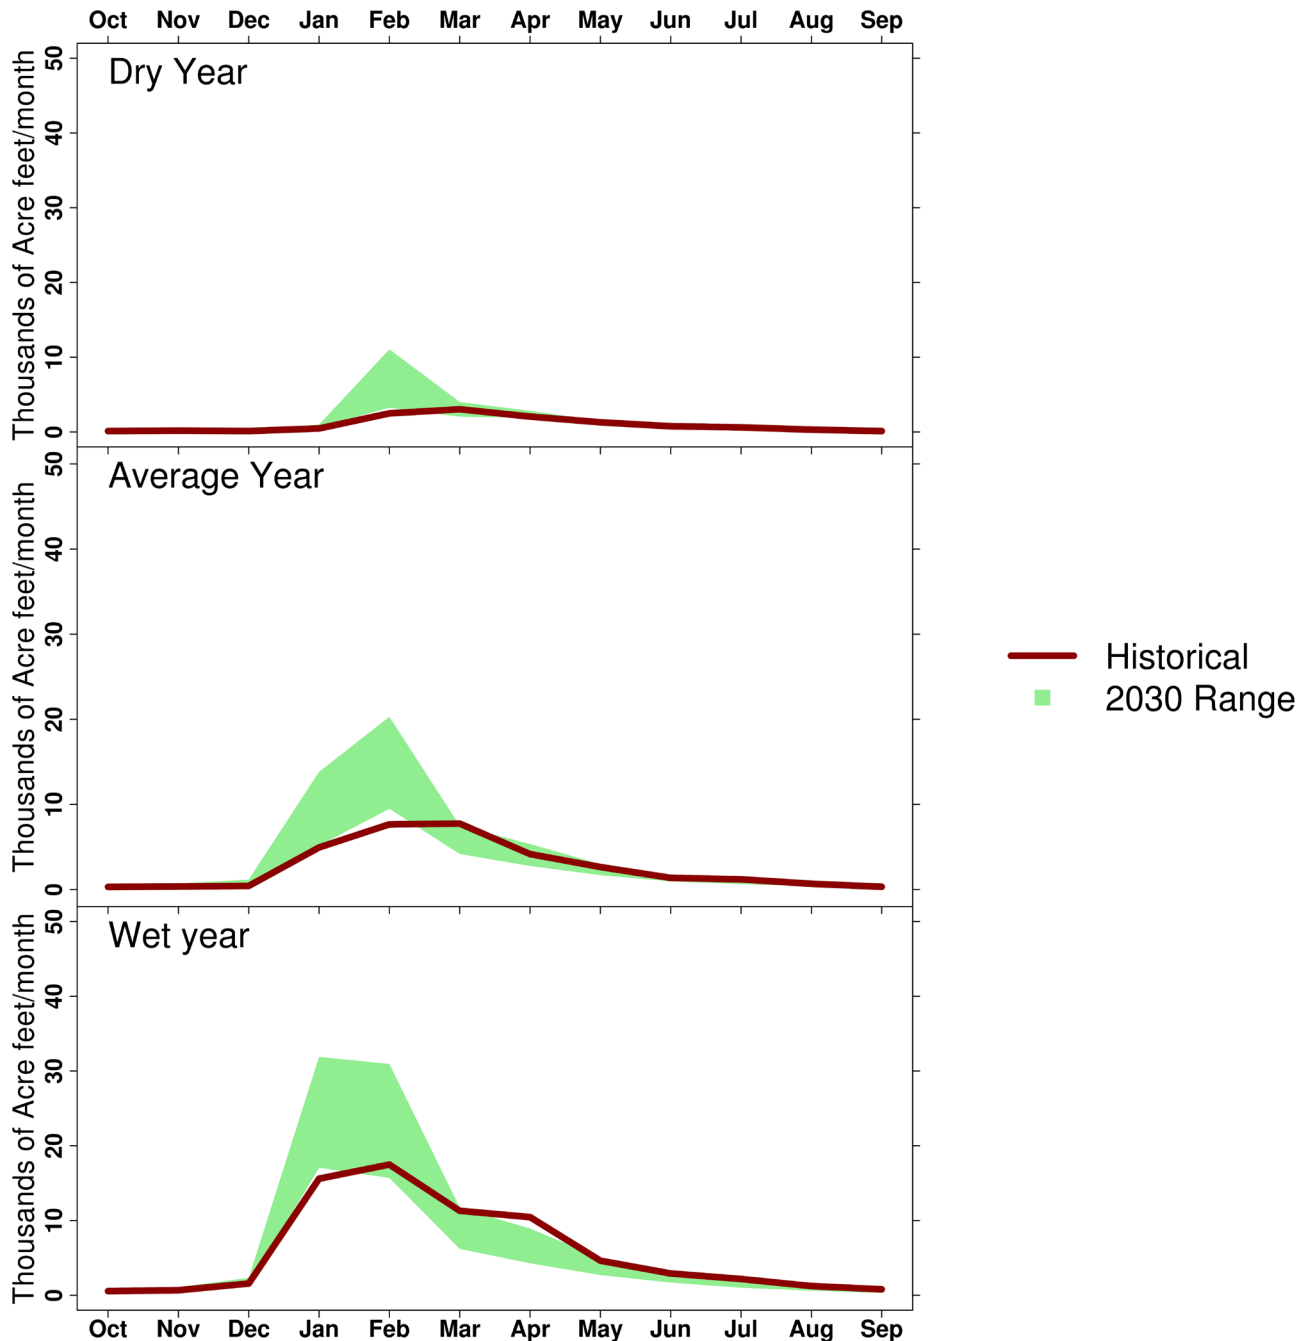 Oct Nov Dec Jan Feb Mar Apr May Jun Jul Aug Sep
Dry Year
Thousands of Acre feet/month
50
40
30
20
10
0
Average Year
Thousands of Acre feet/month
50
40
30
20
10
0
Historical
2030 Range
Wet year
Thousands of Acre feet/month
50
40
30
20
10
0
Oct Nov Dec Jan Feb Mar Apr May Jun Jul Aug Sep